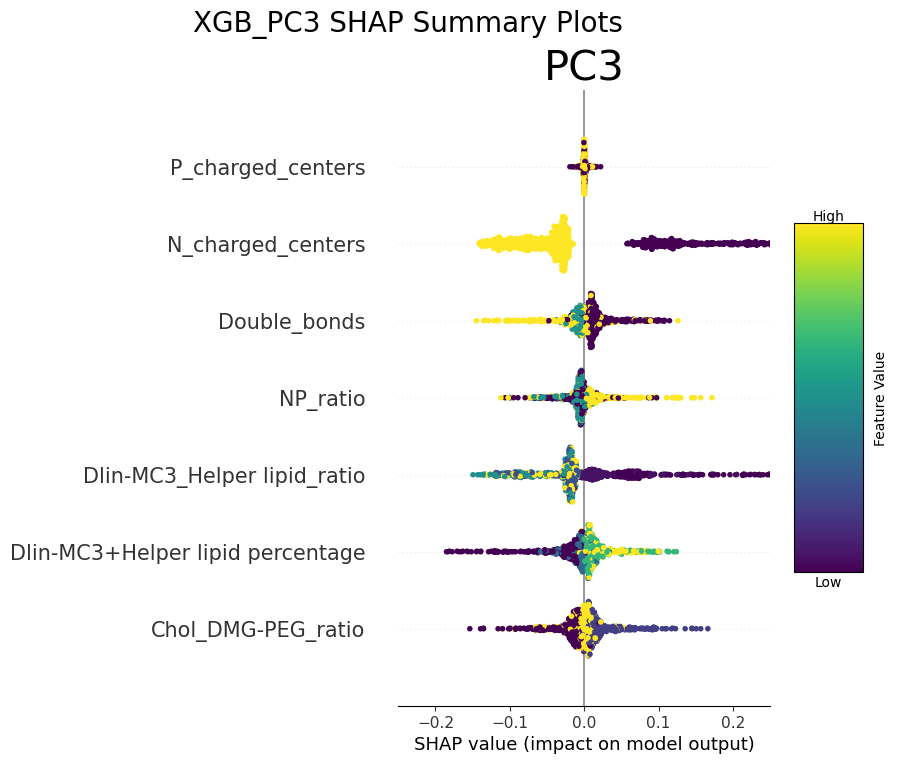 XGB_PC3 SHAP Summary Plots
PC3
P_charged_centers
N_charged_centers
Double_bonds
NP_ratio
Dlin-MC3_Helper lipid_ratio
Dlin-MC3+Helper lipid percentage
Chol_DMG-PEG_ratio
High
Feature Value
Low
−0.2 −0.1 0.0 0.1 0.2
SHAP value (impact on model output)